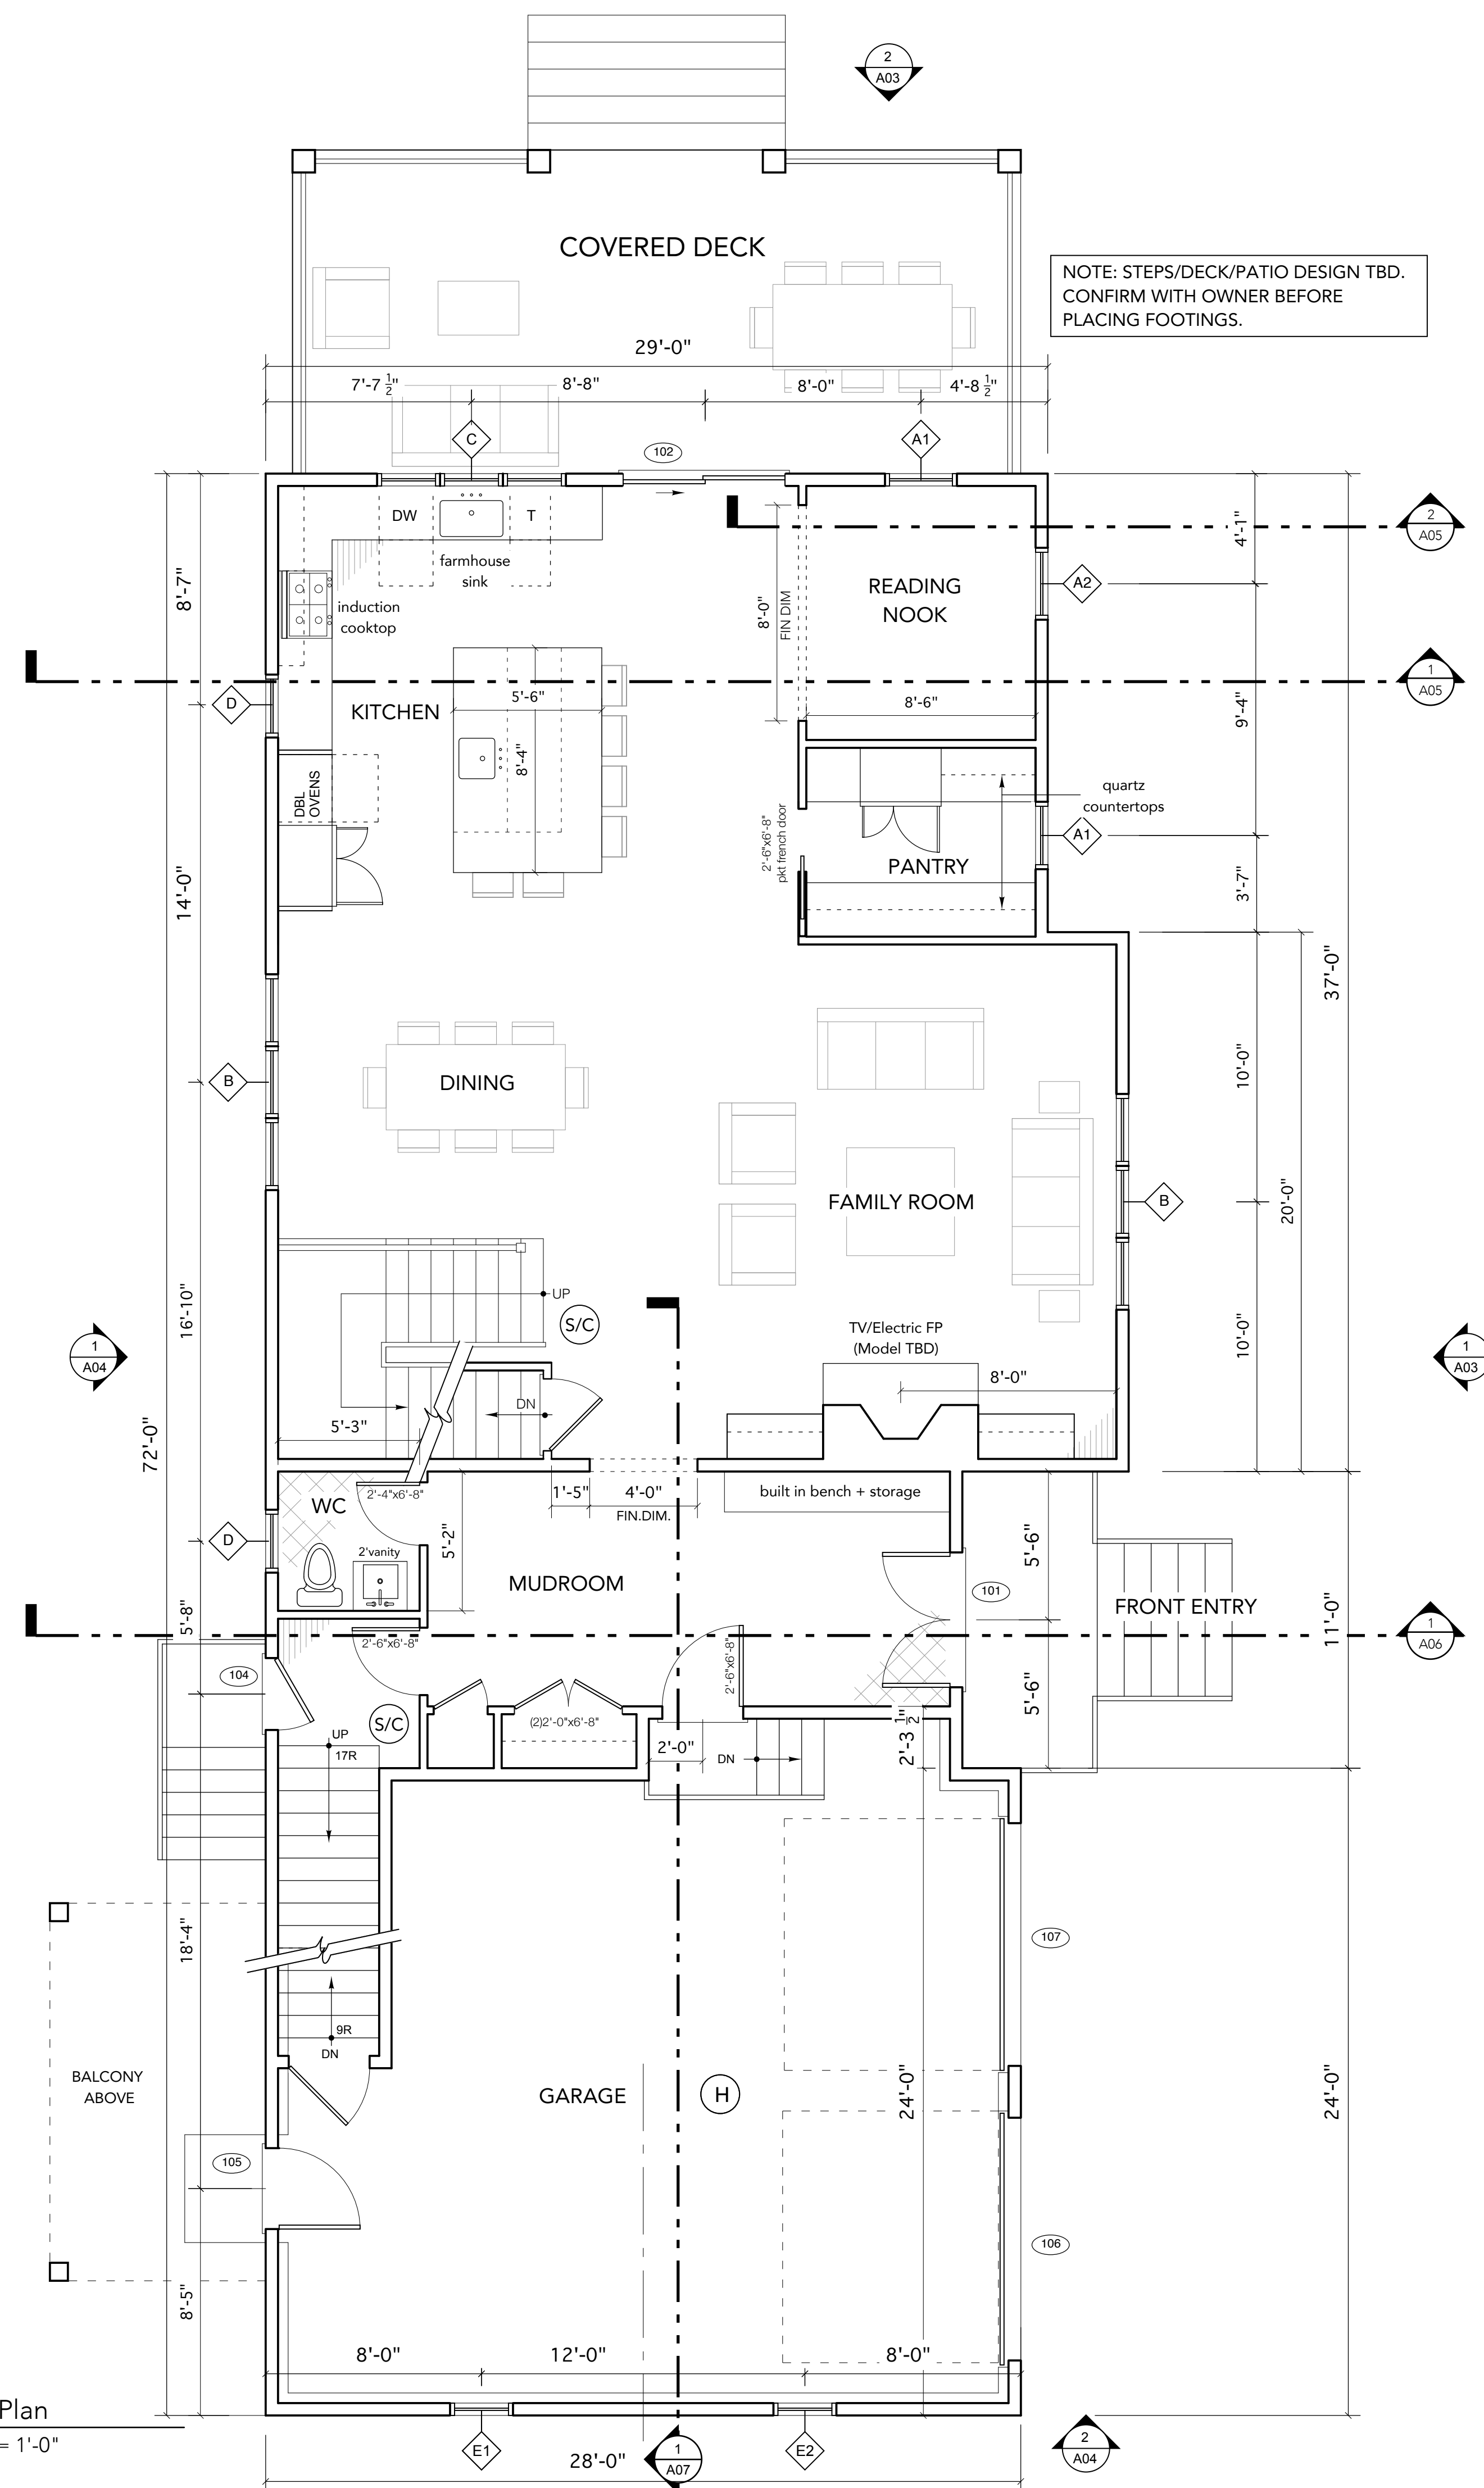 2
A03
COVERED DECK
NOTE: STEPS/DECK/PATIO DESIGN TBD.
CONFIRM WITH OWNER BEFORE
PLACING FOOTINGS.
29'-0"
7'-7 1/2"
8'-8"
8'-0"
4'-8 1/2"
C
A1
102
DW
T
farmhouse
sink
induction
cooktop
8'-7"
8'-0"
FIN DIM
READING
NOOK
A2
4'-1"
2
A05
1
A05
D
KITCHEN
5'-6"
8'-4"
8'-6"
9'-4"
DBL
OVENS
2'-6"x6'-8"
pkt french door
PANTRY
quartz
countertops
A1
3'-7"
14'-0"
37'-0"
10'-0"
B
DINING
FAMILY ROOM
B
20'-0"
16'-10"
UP
S/C
1
A04
TV/Electric FP
(Model TBD)
8'-0"
10'-0"
1
A03
DN
5'-3"
72'-0"
WC
2'-4"x6'-8"
1'-5"
4'-0"
FIN.DIM.
built in bench + storage
D
2'vanity
5'-2"
MUDROOM
5'-6"
101
FRONT ENTRY
5'-8"
2'-6"x6'-8"
2'-6"x6'-8"
11'-0"
1
A06
104
S/C
(2)2'-0"x6'-8"
5'-6"
UP
17R
2'-0"
DN
2'-3 1/2"
18'-4"
107
9R
DN
BALCONY
ABOVE
GARAGE
H
24'-0"
24'-0"
105
106
8'-5"
8'-0"
12'-0"
8'-0"
Plan
= 1'-0"
E1
28'-0"
1
A07
E2
2
A04